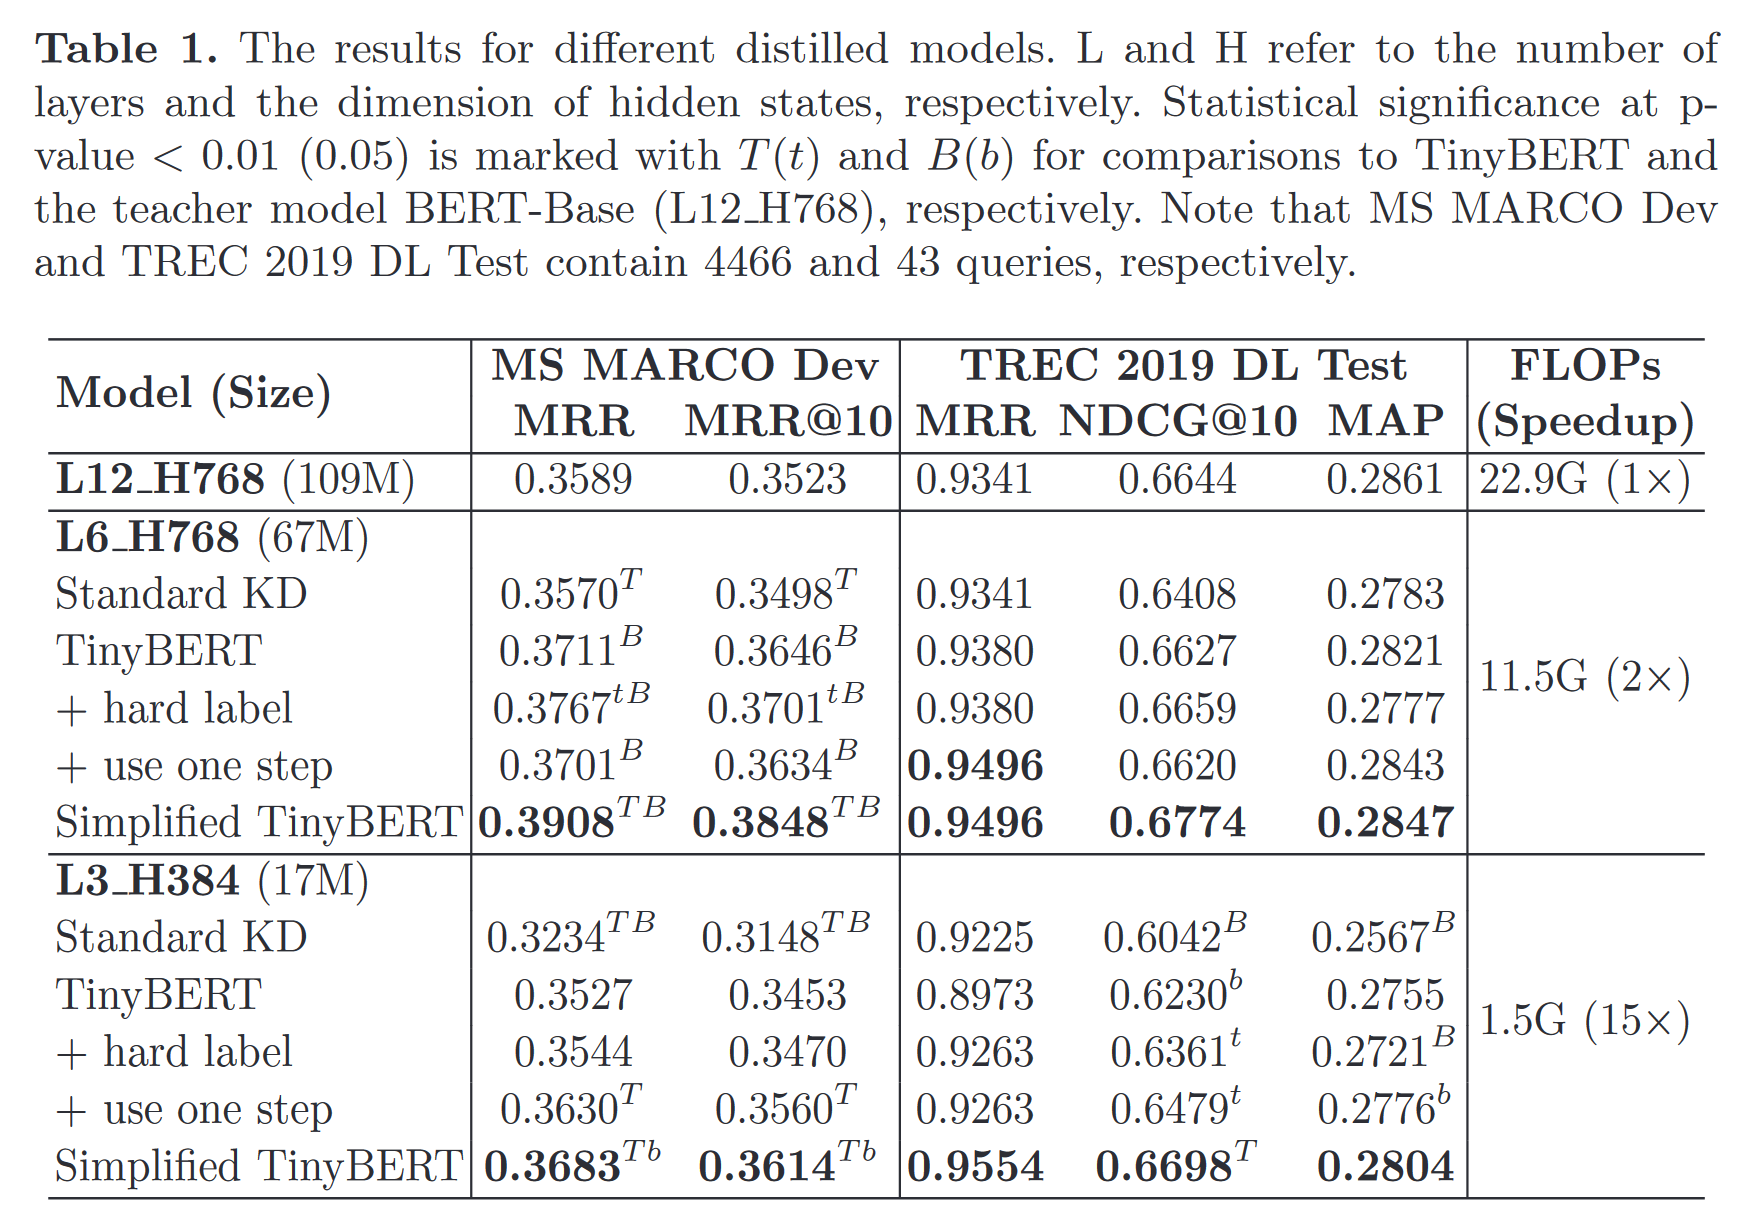 Table 1. The results for different distilled models. L and H refer to the number of
layers and the dimension of hidden states, respectively. Statistical significance at p-
value < 0.01 (0.05) is marked with T(t) and B(b) for comparisons to TinyBERT and
the teacher model BERT-Base (L12_H768), respectively. Note that MS MARCO Dev
and TREC 2019 DL Test contain 4466 and 43 queries, respectively.
Model (Size) MS MARCO Dev TREC 2019 DL Test FLOPs
MRR MRR@10 MRR NDCG@10 MAP (Speedup)
L12_H768 (109M) 0.3589 0.3523 0.9341 0.6644 0.2861 22.9G (1×)
L6_H768 (67M)
Standard KD 0.3570^T 0.3498^T 0.9341 0.6408 0.2783
TinyBERT 0.3711^B 0.3646^B 0.9380 0.6627 0.2821
11.5G (2×)
+ hard label 0.3767^tB 0.3701^tB 0.9380 0.6659 0.2777
+ use one step 0.3701^B 0.3634^B 0.9496 0.6620 0.2843
Simplified TinyBERT 0.3908^TB 0.3848^TB 0.9496 0.6774 0.2847
L3_H384 (17M)
Standard KD 0.3234^TB 0.3148^TB 0.9225 0.6042^B 0.2567^B
TinyBERT 0.3527 0.3453 0.8973 0.6230^b 0.2755
1.5G (15×)
+ hard label 0.3544 0.3470 0.9263 0.6361^t 0.2721^B
+ use one step 0.3630^T 0.3560^T 0.9263 0.6479^t 0.2776^b
Simplified TinyBERT 0.3683^Tb 0.3614^Tb 0.9554 0.6698^T 0.2804